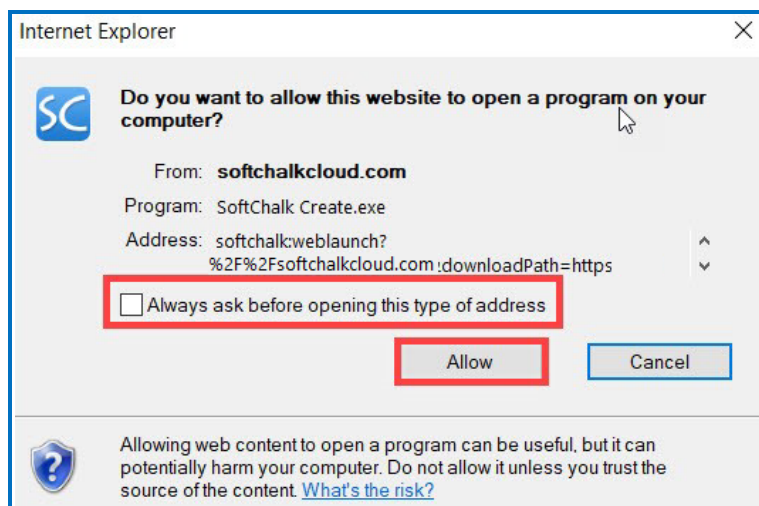 Internet Explorer
SC
Do you want to allow this website to open a program on your
computer?
From: softchalkcloud.com
Program: SoftChalk Create.exe
Address: softchalk:weblaunch?
%2F%2Fsoftchalkcloud.com :downloadPath=https
Always ask before opening this type of address
Allow Cancel
Allowing web content to open a program can be useful, but it can
potentially harm your computer. Do not allow it unless you trust the
source of the content. What's the risk?